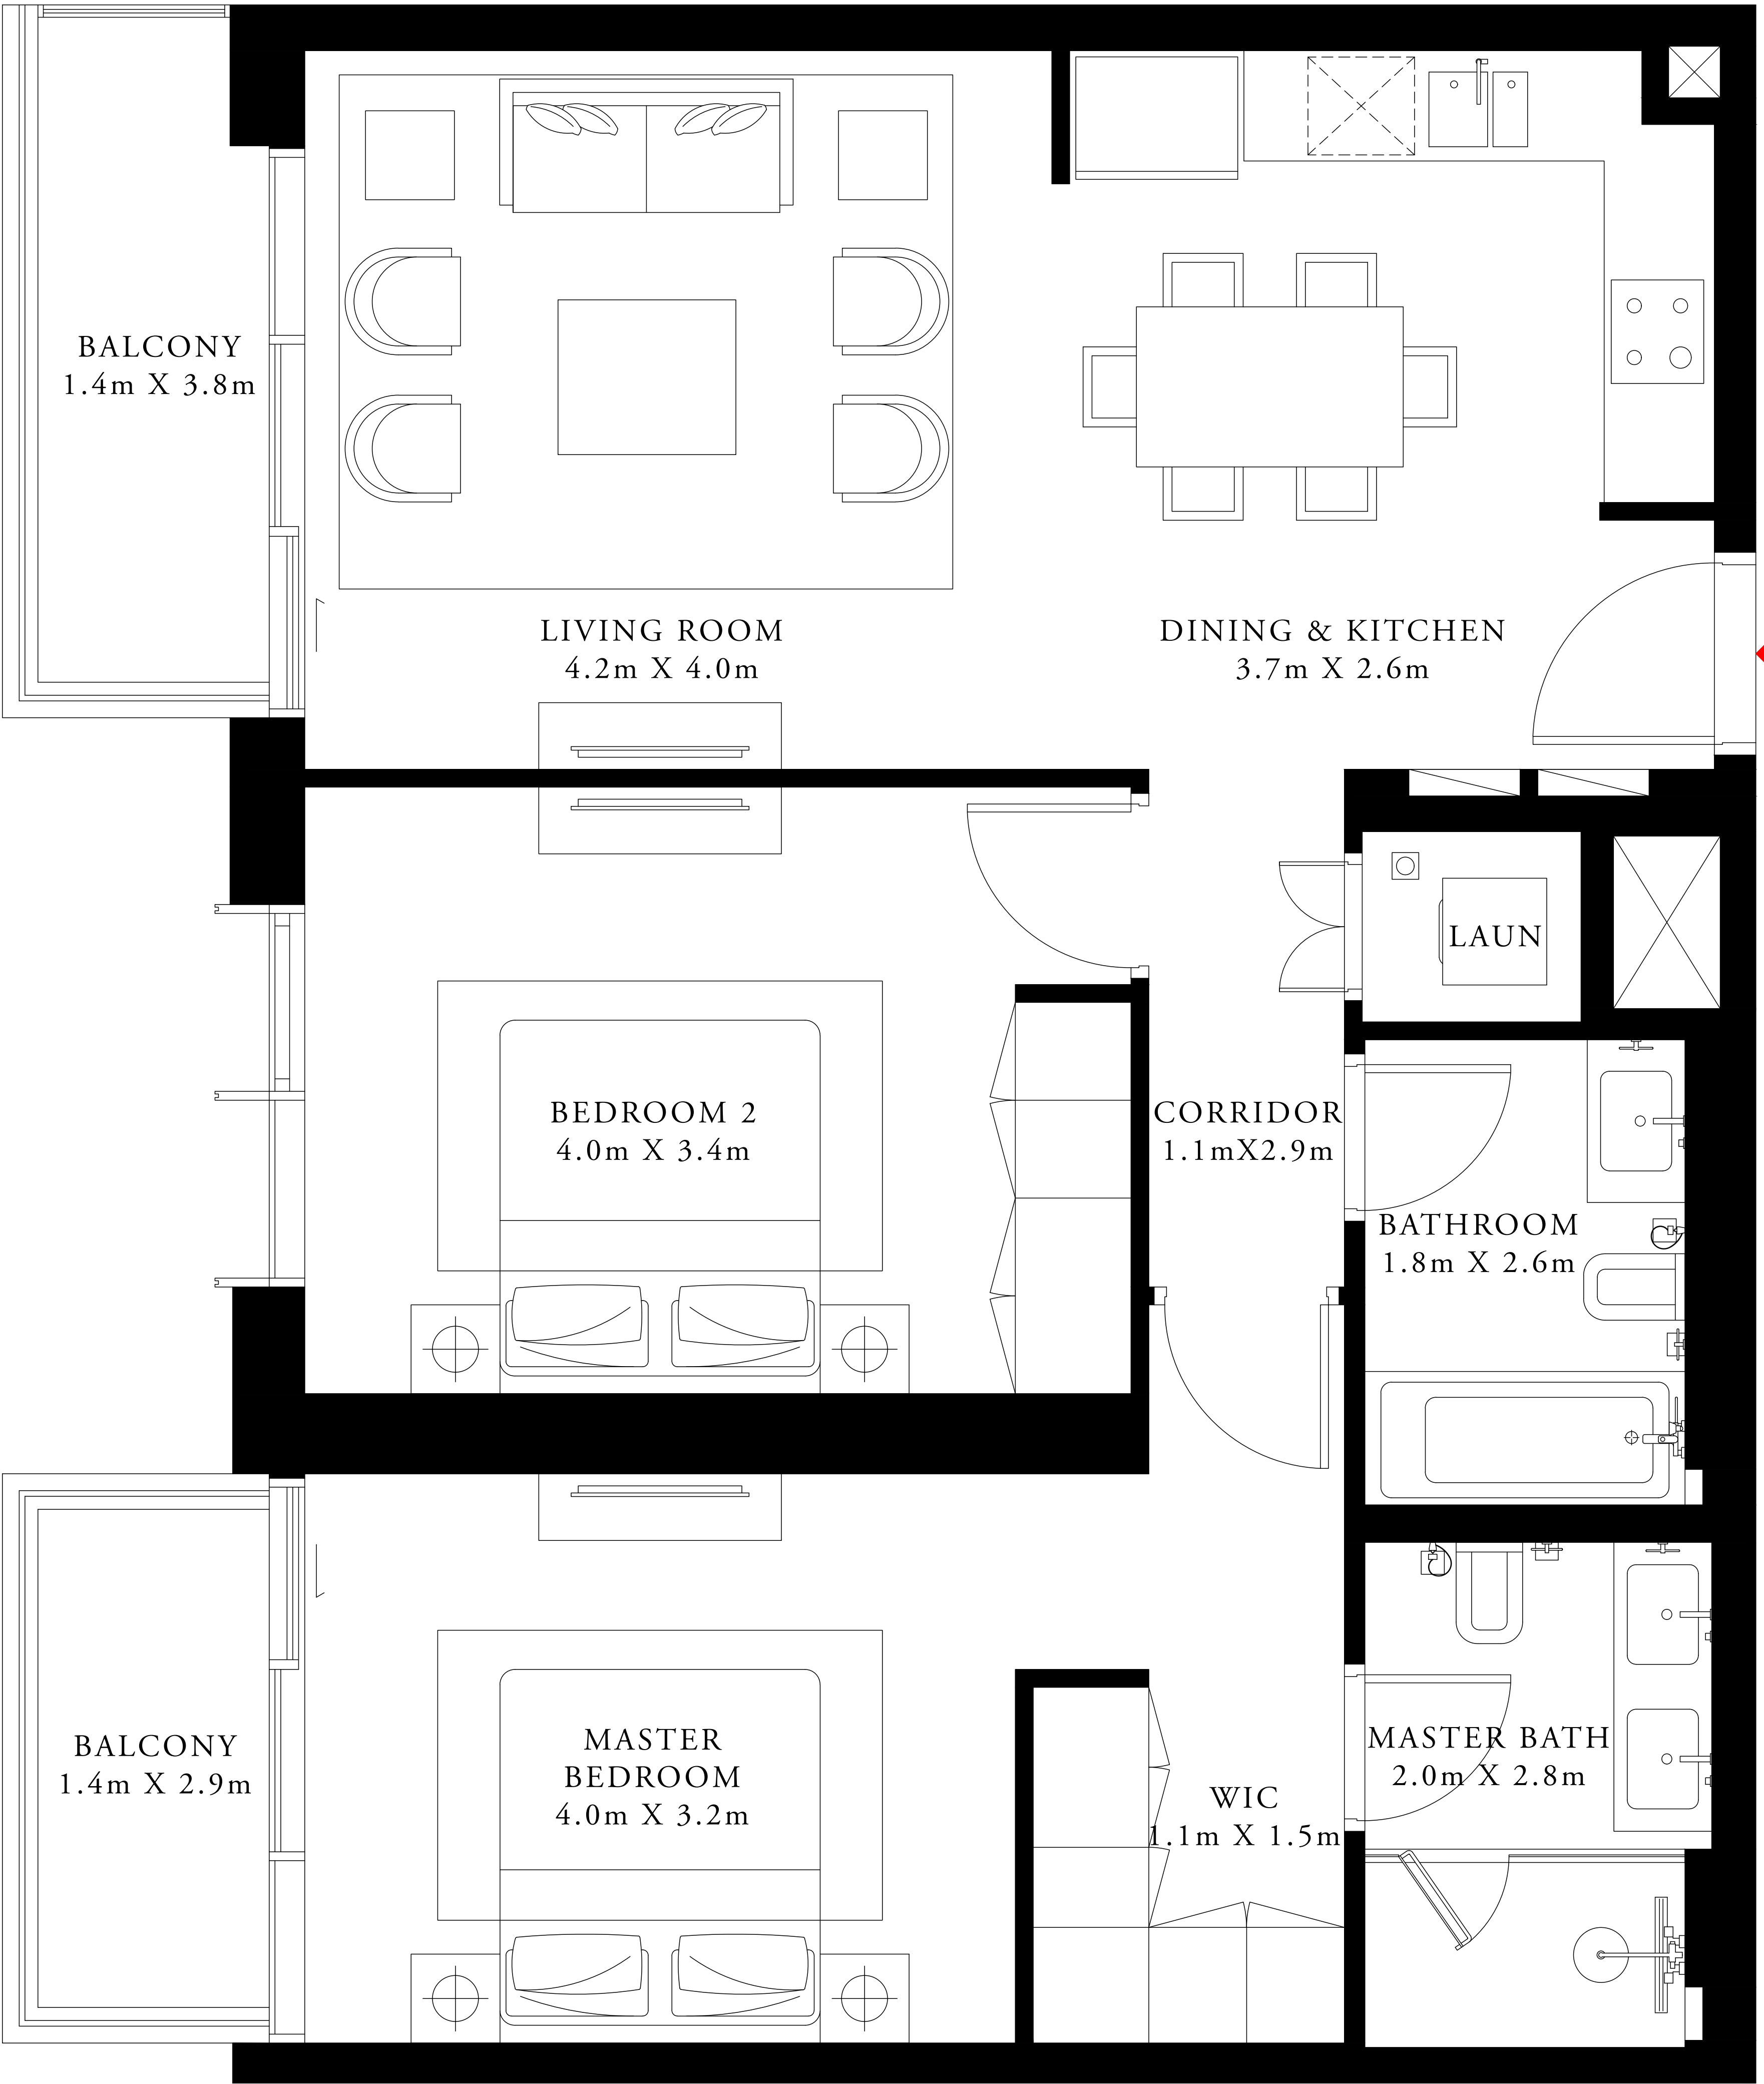 BALCONY
1.4m X 3.8m
LIVING ROOM
4.2m X 4.0m
DINING & KITCHEN
3.7m X 2.6m
LAUN
BEDROOM 2
4.0m X 3.4m
CORRIDOR
1.1mX2.9m
BATHROOM
1.8m X 2.6m
BALCONY
1.4m X 2.9m
MASTER
BEDROOM
4.0m X 3.2m
WIC
1.1m X 1.5m
MASTER BATH
2.0m X 2.8m